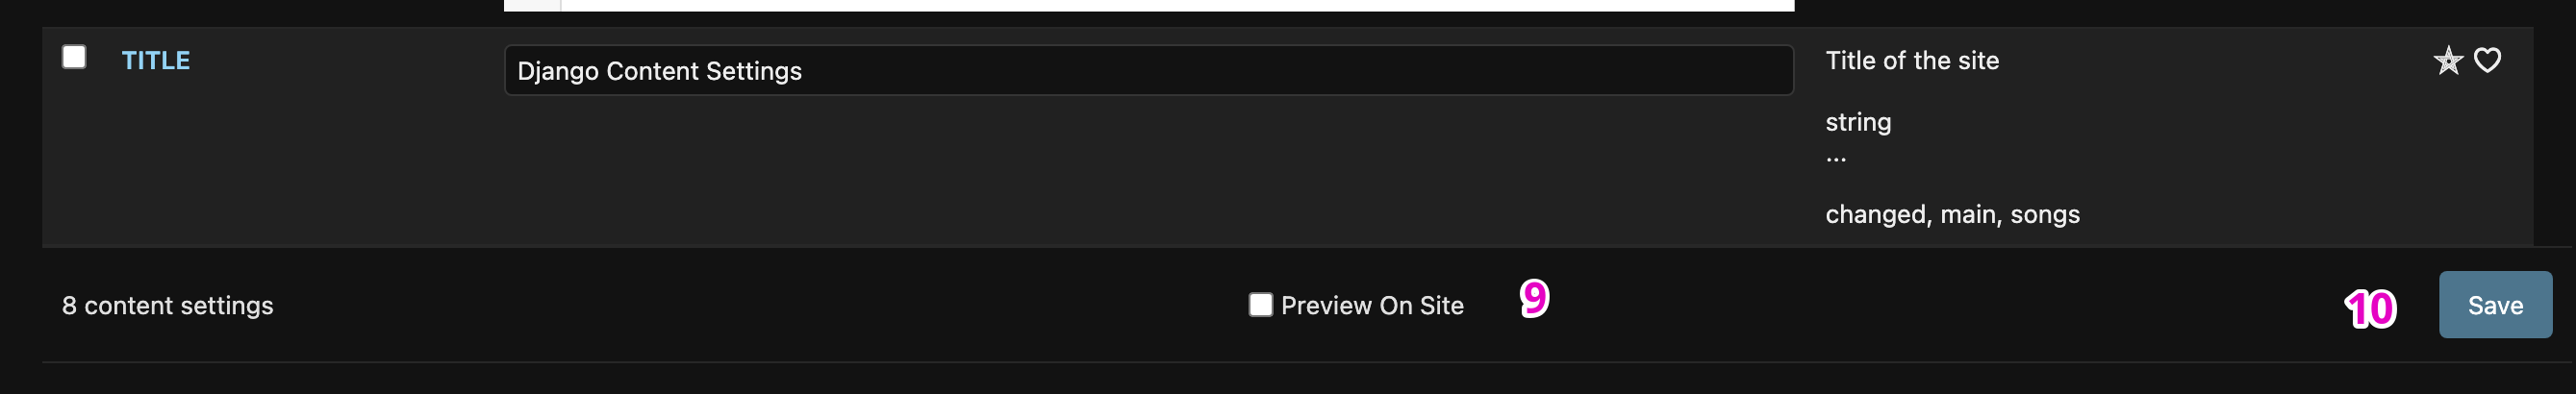 TITLE
Django Content Settings
Title of the site
string
...
changed, main, songs
8 content settings
Preview On Site
9
10
Save